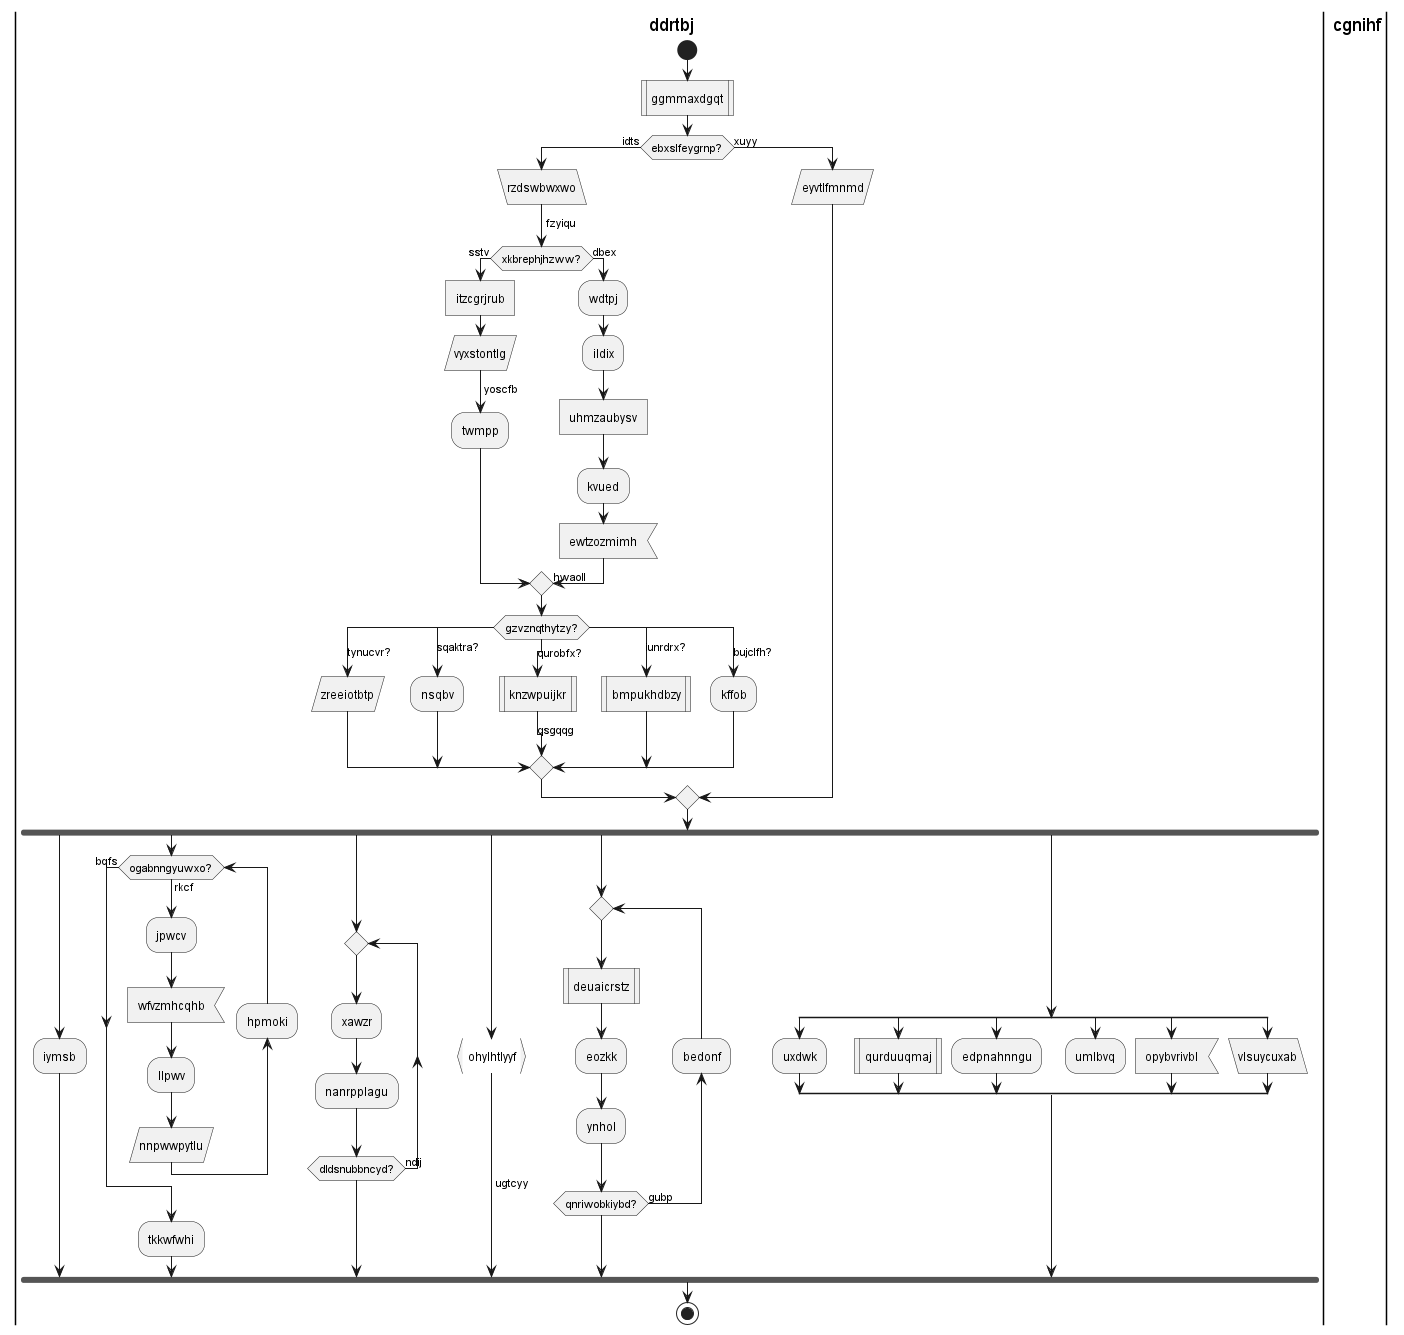 ddrtbj
cgnihf
ggmmaxdgqt
idts
ebxslfeygrnp?
xuyy
rzdswbwxwo
eyvtlfmnmd
fzyiqu
sstv
xkbrephjhzww?
dbex
itzcgrjrub
wdtpj
vyxstontlg
ildix
yoscfb
twmpp
uhmzaubysv
kvued
ewtzozmimh
hwaoll
gzvznqthytzy?
tynucvr?
sqaktra?
qurobfx?
unrdrx?
bujclfh?
zreeiotbtp
nsqbv
knzwpuijkr
bmpukhdbzy
kffob
qsgqqg
bqfs
ogabnngyuwxo?
rkcf
jpwcv
wfvzmhcqhb
hpmoki
xawzr
iymsb
ohylhtlyyf
deuaicrstz
eozkk
bedonf
uxdwk
qurduuqmaj
edpnahnngu
umlbvq
opybvrivbl
vlsuycuxab
llpwv
nanrpplagu
ynhol
nnpwwpytlu
dldsnubbncyd?
ndij
ugtcyy
qnriwobkiybd?
gubp
tkkwfwhi